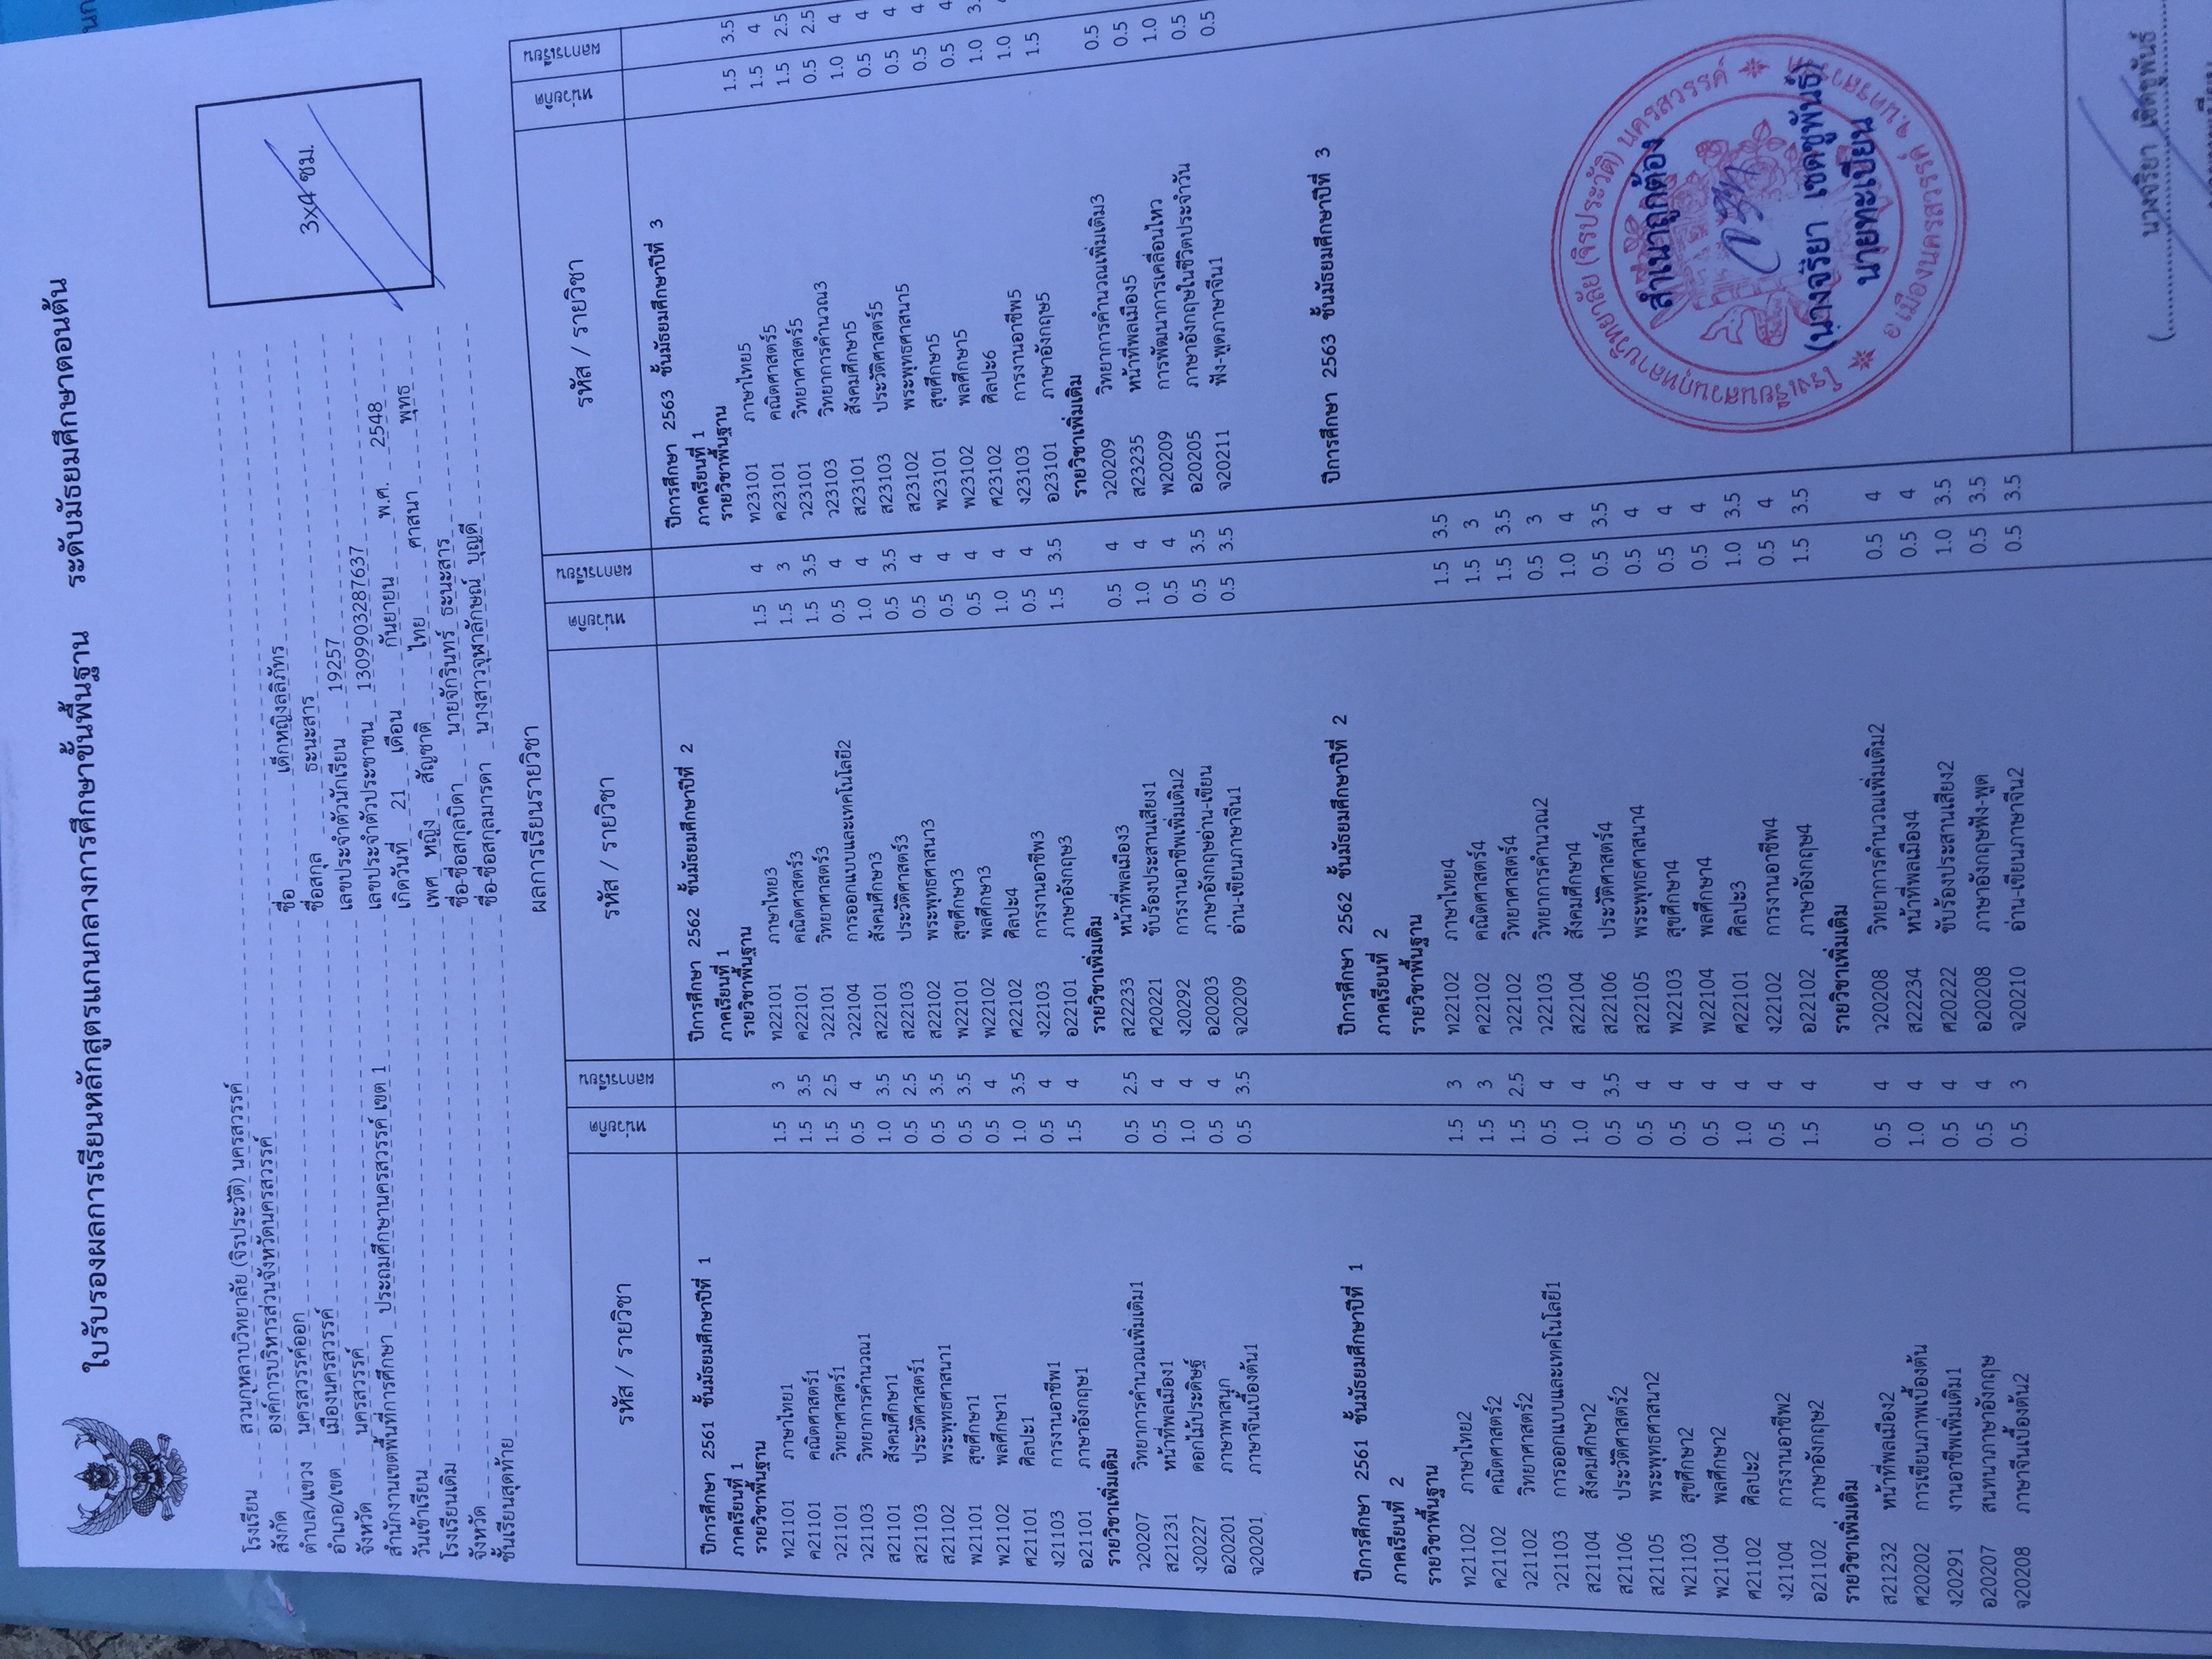 ใบรับรองผลการเรียนหลักสูตรแกนกลางการศึกษาขั้นพื้นฐาน ระดับมัธยมศึกษาตอนต้น
โรงเรียน สวนกุหลาบวิทยาลัย (จิรประวัติ) นครสวรรค์
สังกัด องค์การบริหารส่วนจังหวัดนครสวรรค์
ตำบล/แขวง นครสวรรค์ออก
อำเภอ/เขต เมืองนครสวรรค์
จังหวัด นครสวรรค์
สำนักงานเขตพื้นที่การศึกษา ประถมศึกษานครสวรรค์ เขต 1
วันเข้าเรียน
โรงเรียนเดิม
จังหวัด
ชั้นเรียนสุดท้าย
ชื่อ เด็กหญิงลลิภัทร
ชื่อสกุล ธะนะสาร
เลขประจำตัวนักเรียน 19257
เลขประจำตัวประชาชน 1309903287637
เกิดวันที่ 21 เดือน กันยายน พ.ศ. 2548
เพศ หญิง สัญชาติ ไทย ศาสนา พุทธ
ชื่อ-ชื่อสกุลบิดา นายจักรินทร์ ธะนะสาร
ชื่อ-ชื่อสกุลมารดา นางสาวจุฬาลักษณ์ บุญดี
3x4 ซม.
ผลการเรียนรายวิชา
รหัส / รายวิชา หน่วยกิต ผลการเรียน
ปีการศึกษา 2561 ชั้นมัธยมศึกษาปีที่ 1
ภาคเรียนที่ 1
รายวิชาพื้นฐาน
ท21101 ภาษาไทย1 1.5 3
ค21101 คณิตศาสตร์1 1.5 3.5
ว21101 วิทยาศาสตร์1 1.5 2.5
ว21103 วิทยาการคำนวณ1 0.5 4
ส21101 สังคมศึกษา1 1.0 3.5
ส21103 ประวัติศาสตร์1 0.5 2.5
ส21102 พระพุทธศาสนา1 0.5 3.5
พ21101 สุขศึกษา1 0.5 3.5
พ21102 พลศึกษา1 0.5 4
ศ21101 ศิลปะ1 1.0 3.5
ง21103 การงานอาชีพ1 0.5 4
อ21101 ภาษาอังกฤษ1 1.5 4
รายวิชาเพิ่มเติม
ว20207 วิทยาการคำนวณเพิ่มเติม1 0.5 2.5
ส21231 หน้าที่พลเมือง1 0.5 4
ง20227 ดอกไม้ประดิษฐ์ 1.0 4
อ20201 ภาษาพาสนุก 0.5 4
จ20201 ภาษาจีนเบื้องต้น1 0.5 3.5
ปีการศึกษา 2561 ชั้นมัธยมศึกษาปีที่ 1
ภาคเรียนที่ 2
รายวิชาพื้นฐาน
ท21102 ภาษาไทย2 1.5 3
ค21102 คณิตศาสตร์2 1.5 3
ว21102 วิทยาศาสตร์2 1.5 2.5
ว21103 การออกแบบและเทคโนโลยี1 0.5 4
ส21104 สังคมศึกษา2 1.0 4
ส21106 ประวัติศาสตร์2 0.5 3.5
ส21105 พระพุทธศาสนา2 0.5 4
พ21103 สุขศึกษา2 0.5 4
พ21104 พลศึกษา2 0.5 4
ศ21102 ศิลปะ2 1.0 4
ง21104 การงานอาชีพ2 0.5 4
อ21102 ภาษาอังกฤษ2 1.5 4
รายวิชาเพิ่มเติม
ส21232 หน้าที่พลเมือง2 0.5 4
ศ20202 การเขียนภาพเบื้องต้น 1.0 4
ง20291 งานอาชีพเพิ่มเติม1 0.5 4
อ20207 สนทนาภาษาอังกฤษ 0.5 4
จ20208 ภาษาจีนเบื้องต้น2 0.5 3
รหัส / รายวิชา หน่วยกิต ผลการเรียน
ปีการศึกษา 2562 ชั้นมัธยมศึกษาปีที่ 2
ภาคเรียนที่ 1
รายวิชาพื้นฐาน
ท22101 ภาษาไทย3 1.5 4
ค22101 คณิตศาสตร์3 1.5 3
ว22101 วิทยาศาสตร์3 1.5 3.5
ว22104 การออกแบบและเทคโนโลยี2 0.5 4
ส22101 สังคมศึกษา3 1.0 4
ส22103 ประวัติศาสตร์3 0.5 3.5
ส22102 พระพุทธศาสนา3 0.5 4
พ22101 สุขศึกษา3 0.5 4
พ22102 พลศึกษา3 0.5 4
ศ22102 ศิลปะ4 1.0 4
ง22103 การงานอาชีพ3 0.5 4
อ22101 ภาษาอังกฤษ3 1.5 3.5
รายวิชาเพิ่มเติม
ส22233 หน้าที่พลเมือง3 0.5 4
ศ20221 ขับร้องประสานเสียง1 1.0 4
ง20292 การงานอาชีพเพิ่มเติม2 0.5 4
อ20203 ภาษาอังกฤษอ่าน-เขียน 0.5 3.5
จ20209 อ่าน-เขียนภาษาจีน1 0.5 3.5
ปีการศึกษา 2562 ชั้นมัธยมศึกษาปีที่ 2
ภาคเรียนที่ 2
รายวิชาพื้นฐาน
ท22102 ภาษาไทย4 1.5 3.5
ค22102 คณิตศาสตร์4 1.5 3
ว22102 วิทยาศาสตร์4 1.5 3.5
ว22103 วิทยาการคำนวณ2 0.5 3
ส22104 สังคมศึกษา4 1.0 4
ส22106 ประวัติศาสตร์4 0.5 3.5
ส22105 พระพุทธศาสนา4 0.5 4
พ22103 สุขศึกษา4 0.5 4
พ22104 พลศึกษา4 0.5 4
ศ22101 ศิลปะ3 1.0 3.5
ง22102 การงานอาชีพ4 0.5 4
อ22102 ภาษาอังกฤษ4 1.5 3.5
รายวิชาเพิ่มเติม
ว20208 วิทยาการคำนวณเพิ่มเติม2 0.5 4
ส22234 หน้าที่พลเมือง4 0.5 4
ศ20222 ขับร้องประสานเสียง2 1.0 3.5
อ20208 ภาษาอังกฤษฟัง-พูด 0.5 3.5
จ20210 อ่าน-เขียนภาษาจีน2 0.5 3.5
รหัส / รายวิชา หน่วยกิต ผลการเรียน
ปีการศึกษา 2563 ชั้นมัธยมศึกษาปีที่ 3
ภาคเรียนที่ 1
รายวิชาพื้นฐาน
ท23101 ภาษาไทย5 1.5 3.5
ค23101 คณิตศาสตร์5 1.5 4
ว23101 วิทยาศาสตร์5 1.5 2.5
ว23103 วิทยาการคำนวณ3 0.5 2.5
ส23101 สังคมศึกษา5 1.0 4
ส23103 ประวัติศาสตร์5 0.5 4
ส23102 พระพุทธศาสนา5 0.5 4
พ23101 สุขศึกษา5 0.5 4
พ23102 พลศึกษา5 0.5 4
ศ23102 ศิลปะ6 1.0 3.
ง23103 การงานอาชีพ5 1.0
อ23101 ภาษาอังกฤษ5 1.5
รายวิชาเพิ่มเติม
ว20209 วิทยาการคำนวณเพิ่มเติม3 0.5
ส23235 หน้าที่พลเมือง5 0.5
พ20209 การพัฒนาการเคลื่อนไหว 1.0
อ20205 ภาษาอังกฤษในชีวิตประจำวัน 0.5
จ20211 ฟัง-พูดภาษาจีน1 0.5
ปีการศึกษา 2563 ชั้นมัธยมศึกษาปีที่ 3
โรงเรียนสวนกุหลาบวิทยาลัย (จิรประวัติ) นครสวรรค์
สำเนาถูกต้อง
(นางจริยา เชดชูพันธ์)
นายทะเบียน
อ.เมืองนครสวรรค์ จ.นครสวรรค์
นางจริยา เชิดชูพันธ์